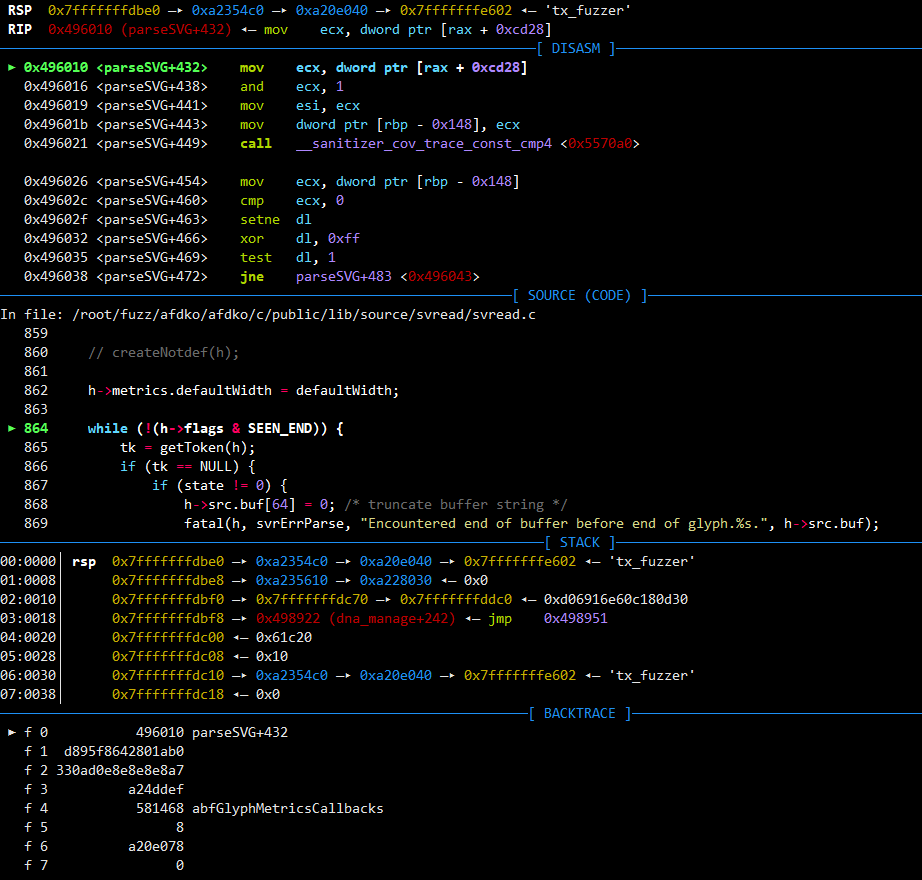 RSP 0x7fffffffdbe0 —▸ 0xa2354c0 —▸ 0xa20e040 —▸ 0x7fffffffe602 ◂— 'tx_fuzzer'
RIP 0x496010 (parseSVG+432) ◂— mov ecx, dword ptr [rax + 0xcd28]
[ DISASM ]
► 0x496010 <parseSVG+432> mov ecx, dword ptr [rax + 0xcd28]
0x496016 <parseSVG+438> and ecx, 1
0x496019 <parseSVG+441> mov esi, ecx
0x49601b <parseSVG+443> mov dword ptr [rbp - 0x148], ecx
0x496021 <parseSVG+449> call __sanitizer_cov_trace_const_cmp4 <0x5570a0>
0x496026 <parseSVG+454> mov ecx, dword ptr [rbp - 0x148]
0x49602c <parseSVG+460> cmp ecx, 0
0x49602f <parseSVG+463> setne dl
0x496032 <parseSVG+466> xor dl, 0xff
0x496035 <parseSVG+469> test dl, 1
0x496038 <parseSVG+472> jne parseSVG+483 <0x496043>
[ SOURCE (CODE) ]
In file: /root/fuzz/afdko/afdko/c/public/lib/source/svread/svread.c
859
860 // createNotdef(h);
861
862 h->metrics.defaultWidth = defaultWidth;
863
► 864 while (!(h->flags & SEEN_END)) {
865 tk = getToken(h);
866 if (tk == NULL) {
867 if (state != 0) {
868 h->src.buf[64] = 0; /* truncate buffer string */
869 fatal(h, svrErrParse, "Encountered end of buffer before end of glyph.%s.", h->src.buf);
[ STACK ]
00:0000│ rsp 0x7fffffffdbe0 —▸ 0xa2354c0 —▸ 0xa20e040 —▸ 0x7fffffffe602 ◂— 'tx_fuzzer'
01:0008│ 0x7fffffffdbe8 —▸ 0xa235610 —▸ 0xa228030 ◂— 0x0
02:0010│ 0x7fffffffdbf0 —▸ 0x7fffffffdc70 —▸ 0x7fffffffddc0 ◂— 0xd06916e60c180d30
03:0018│ 0x7fffffffdbf8 —▸ 0x498922 (dna_manage+242) ◂— jmp 0x498951
04:0020│ 0x7fffffffdc00 ◂— 0x61c20
05:0028│ 0x7fffffffdc08 ◂— 0x10
06:0030│ 0x7fffffffdc10 —▸ 0xa2354c0 —▸ 0xa20e040 —▸ 0x7fffffffe602 ◂— 'tx_fuzzer'
07:0038│ 0x7fffffffdc18 ◂— 0x0
[ BACKTRACE ]
► f 0 496010 parseSVG+432
f 1 d895f8642801ab0
f 2 330ad0e8e8e8e8a7
f 3 a24ddef
f 4 581468 abfGlyphMetricsCallbacks
f 5 8
f 6 a20e078
f 7 0